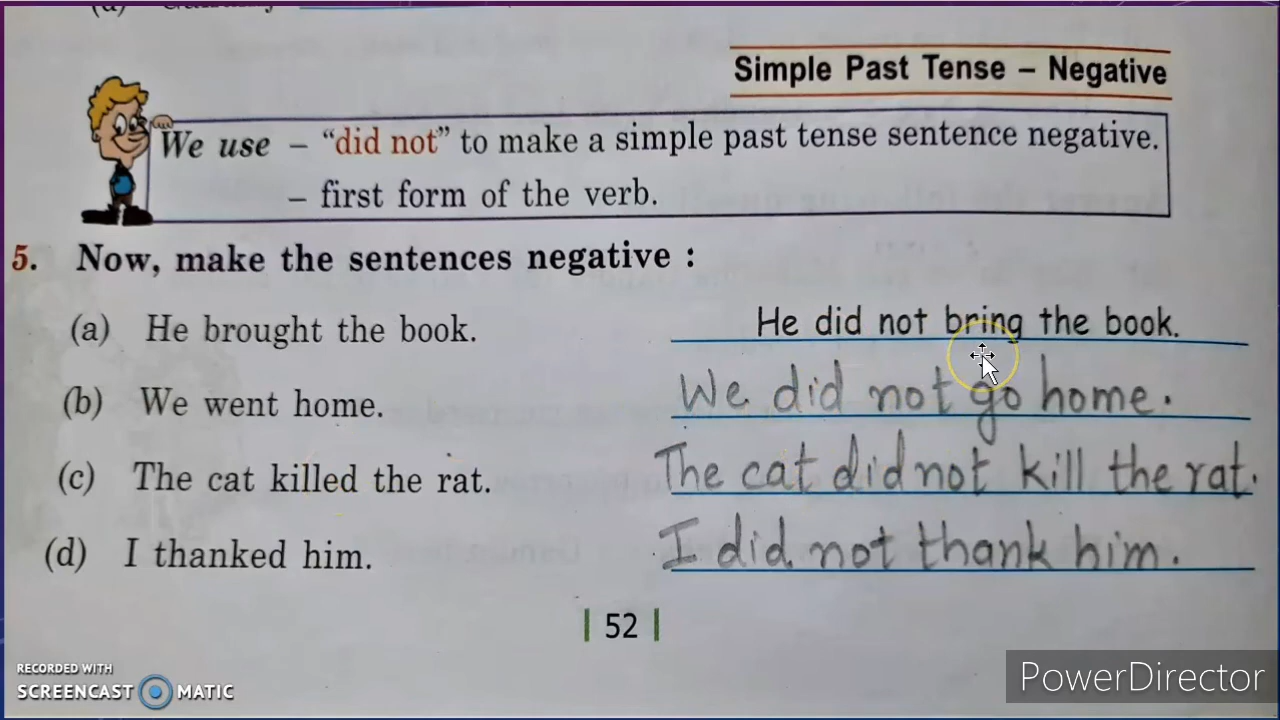 Simple Past Tense – Negative
We use – “did not” to make a simple past tense sentence negative.
– first form of the verb.
5. Now, make the sentences negative :
(a) He brought the book. He did not bring the book.
(b) We went home. We did not go home.
(c) The cat killed the rat. The cat did not kill the rat.
(d) I thanked him. I did not thank him.
| 52 |
RECORDED WITH
SCREENCAST MATIC
PowerDirector